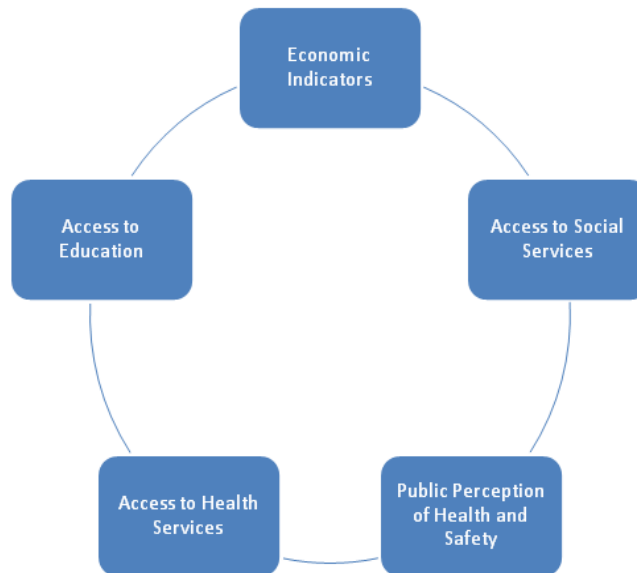 Economic
Indicators
Access to Social
Services
Public Perception
of Health and
Safety
Access to Health
Services
Access to
Education